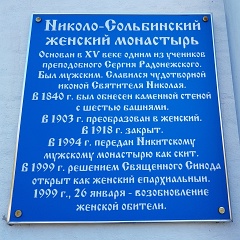 Николо-Сольбинский
женский монастырь
Основан в XV веке одним из учеников
преподобного Сергия Радонежского.
Был мужским. Славился чудотворной
иконой Святителя Николая.
В 1840 г. был обнесен каменной стеной
с шестью башнями.
В 1903 г. преобразован в женский.
В 1918 г. закрыт.
В 1994 г. передан Никитскому
мужскому монастырю как скит.
В 1999 г. решением Священного Синода
открыт как женский епархиальный.
1999 г., 26 января - возобновление
женской обители.